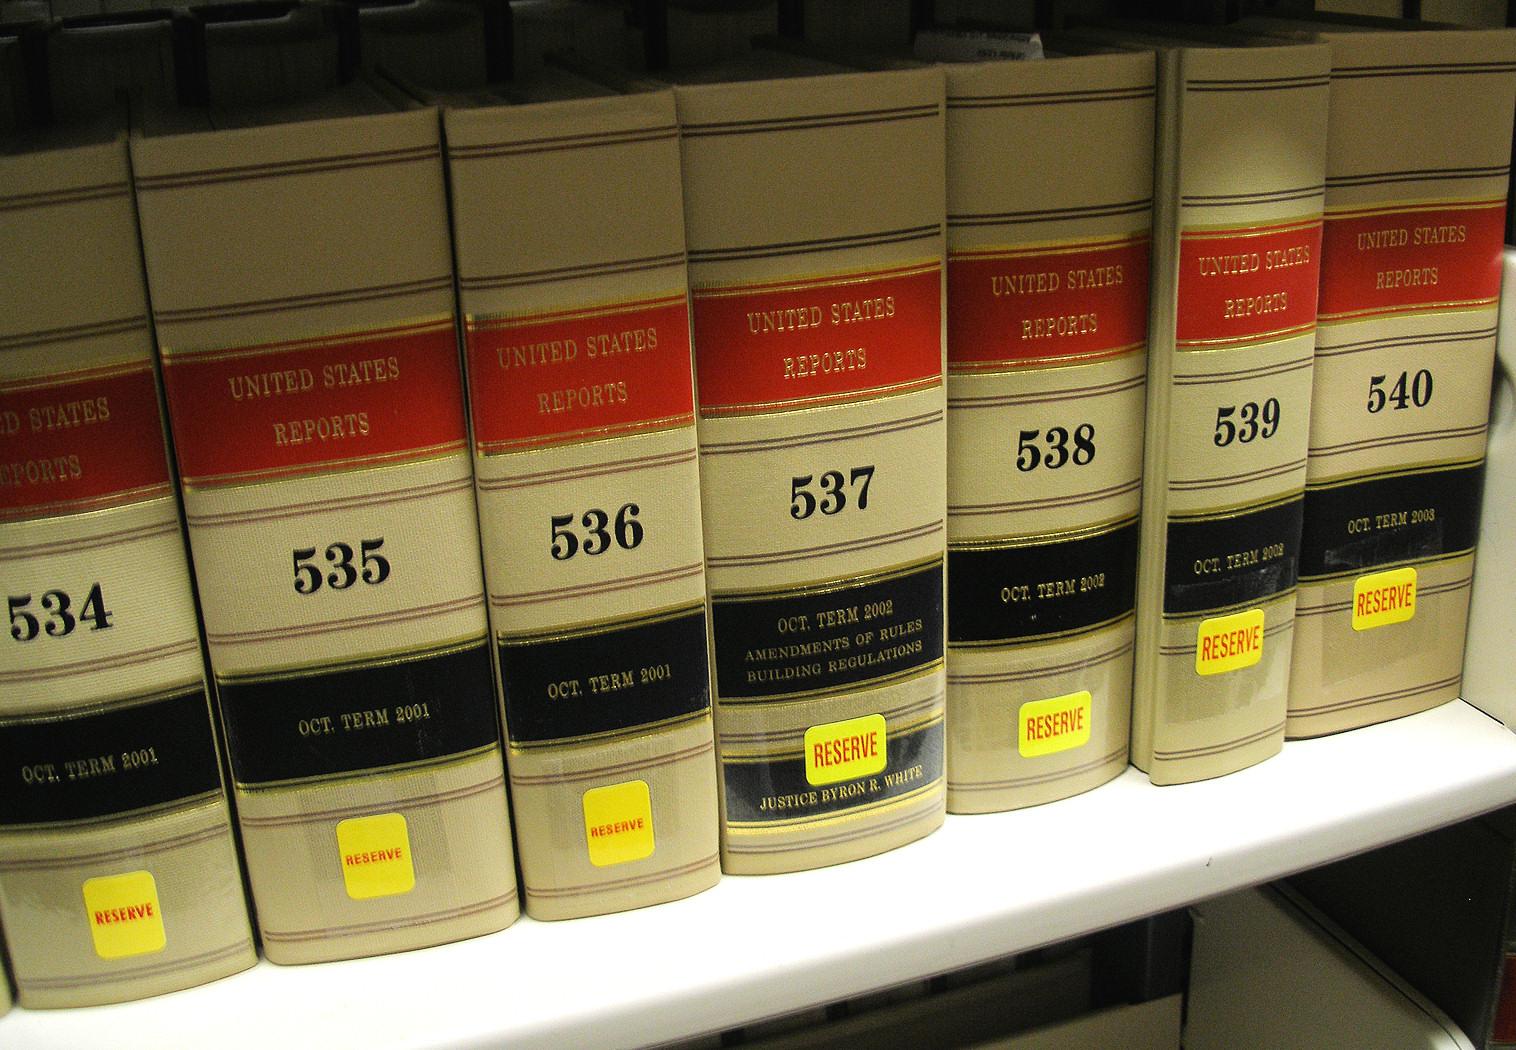 D STATES
EPORTS
534
OCT. TERM 2001
RESERVE
UNITED STATES
REPORTS
535
OCT. TERM 2001
RESERVE
UNITED STATES
REPORTS
536
OCT. TERM 2001
RESERVE
UNITED STATES
REPORTS
537
OCT. TERM 2002
AMENDMENTS OF RULES
BUILDING REGULATIONS
RESERVE
JUSTICE BYRON R. WHITE
UNITED STATES
REPORTS
538
OCT. TERM 2002
RESERVE
UNITED STATES
REPORTS
539
OCT. TERM 2002
RESERVE
UNITED STATES
REPORTS
540
OCT. TERM 2003
RESERVE